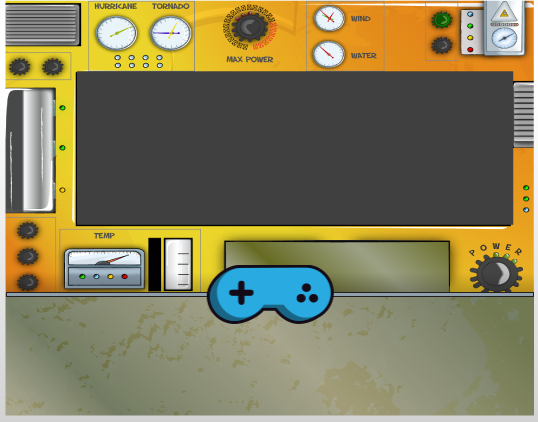 HURRICANE TORNADO
MAX POWER
WIND
WATER
TEMP
POWER